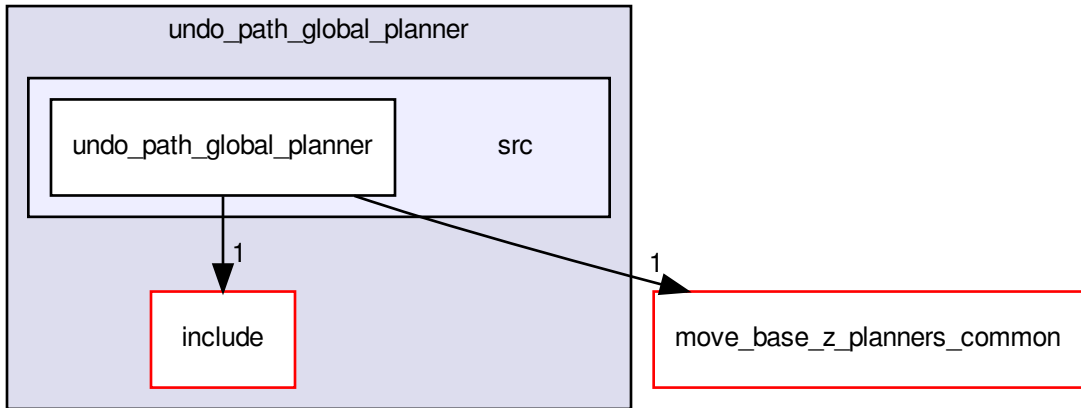 undo_path_global_planner
undo_path_global_planner
src
1
1
include
move_base_z_planners_common